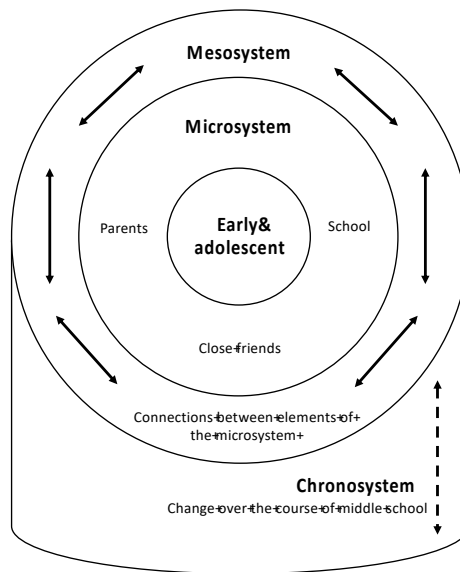 Mesosystem
Microsystem
Parents
Early&
adolescent
School
Close+friends
Connections+between+elements+of+
the+microsystem+
Chronosystem
Change+over+the+course+of+middle+school